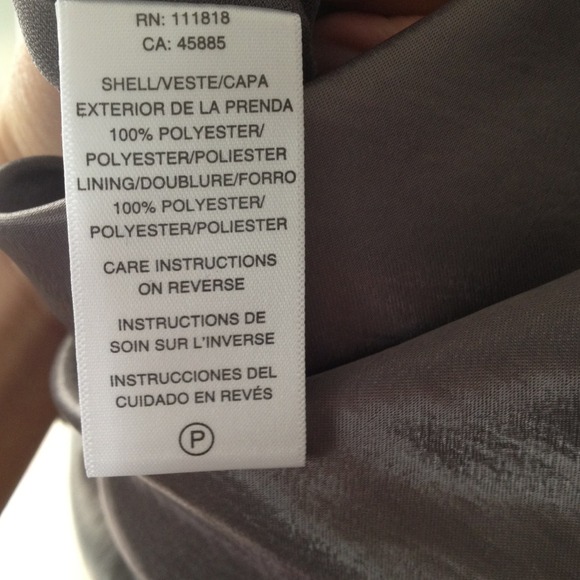 RN: 111818
CA: 45885
SHELL/VESTE/CAPA
EXTERIOR DE LA PRENDA
100% POLYESTER/
POLYESTER/POLIESTER
LINING/DOUBLURE/FORRO
100% POLYESTER/
POLYESTER/POLIESTER
CARE INSTRUCTIONS
ON REVERSE
INSTRUCTIONS DE
SOIN SUR L'INVERSE
INSTRUCCIONES DEL
CUIDADO EN REVÉS
P